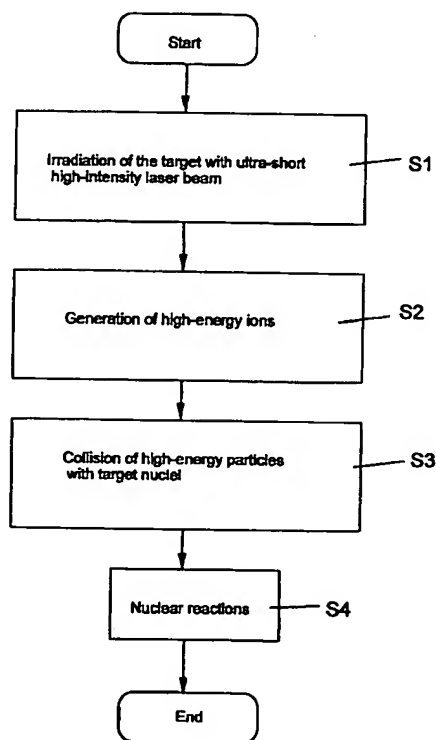 Start
Irradiation of the target with ultra-short
high-intensity laser beam
S1
Generation of high-energy ions
S2
Collision of high-energy particles
with target nuclei
S3
Nuclear reactions
S4
End